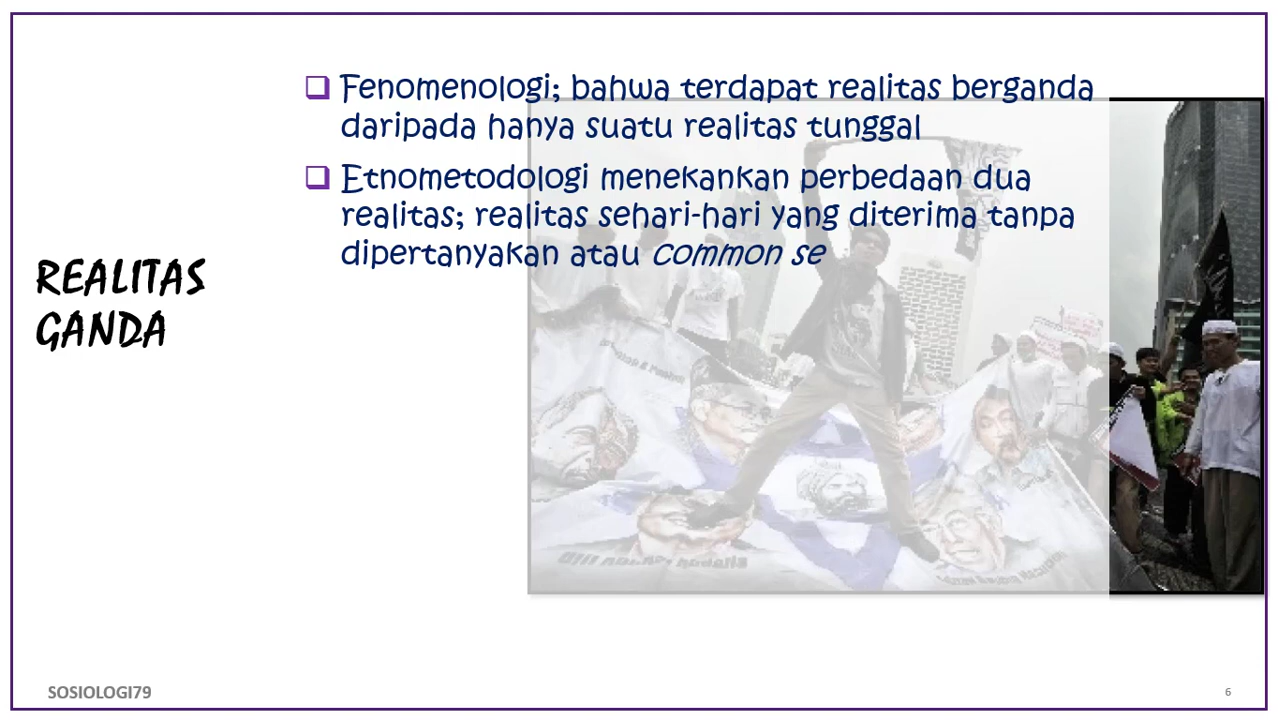 Fenomenologi; bahwa terdapat realitas berganda
daripada hanya suatu realitas tunggal
Etnometodologi menekankan perbedaan dua
realitas; realitas sehari-hari yang diterima tanpa
dipertanyakan atau common se
REALITAS
GANDA
SOSIOLOGI79
6